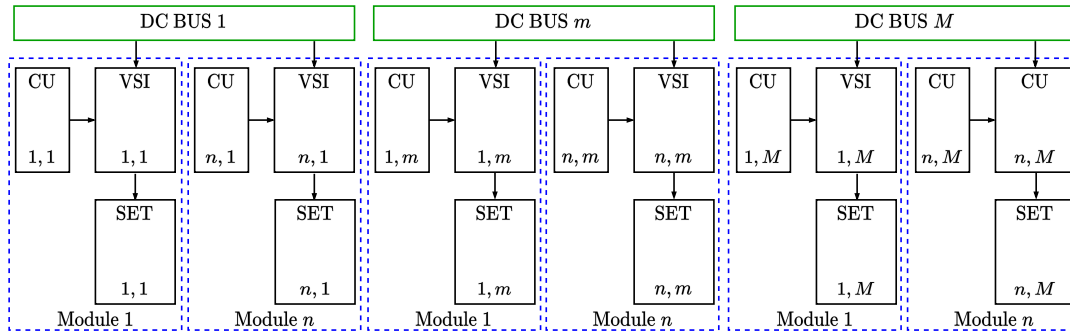 DC BUS 1 DC BUS m DC BUS M
CU VSI CU VSI CU VSI CU VSI CU VSI CU CU
1, 1 1, 1 n, 1 n, 1 1, m 1, m n, m n, m 1, M 1, M n, M n, M
SET SET SET SET SET SET
1, 1 n, 1 1, m n, m 1, M n, M
Module 1 Module n Module 1 Module n Module 1 Module n